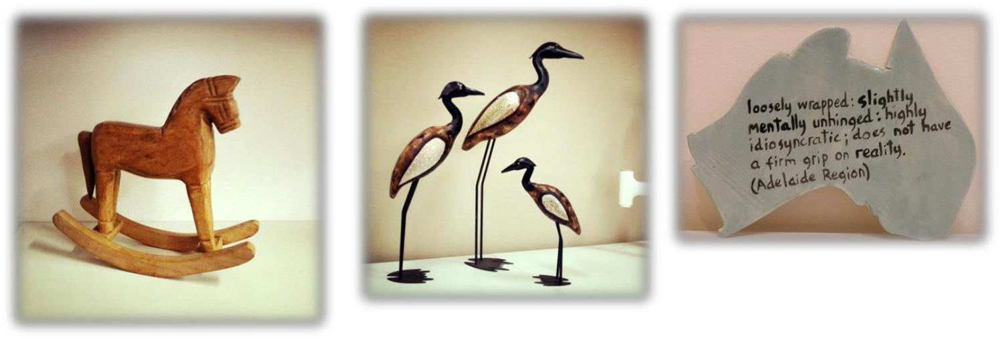 loosely wrapped: slightly
mentally unhinged: highly
idiosyncratic; does not have
a firm grip on reality.
(Adelaide Region)